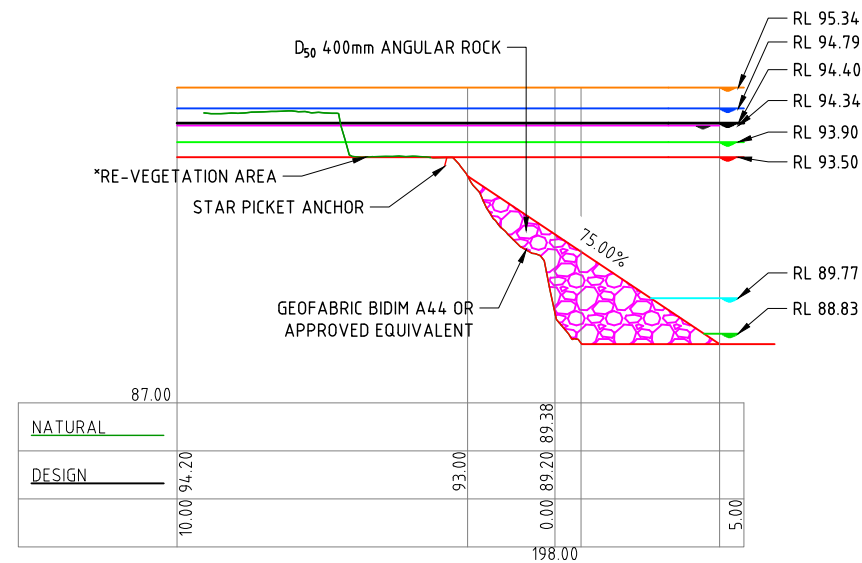 RL 95.34
D50 400mm ANGULAR ROCK
RL 94.79
RL 94.40
RL 94.34
RL 93.90
RL 93.50
*RE-VEGETATION AREA
STAR PICKET ANCHOR
75.00%
RL 89.77
GEOFABRIC BIDIM A44 OR
APPROVED EQUIVALENT
RL 88.83
87.00
NATURAL
89.38
DESIGN
94.20
93.00
89.20
10.00
0.00
5.00
198.00